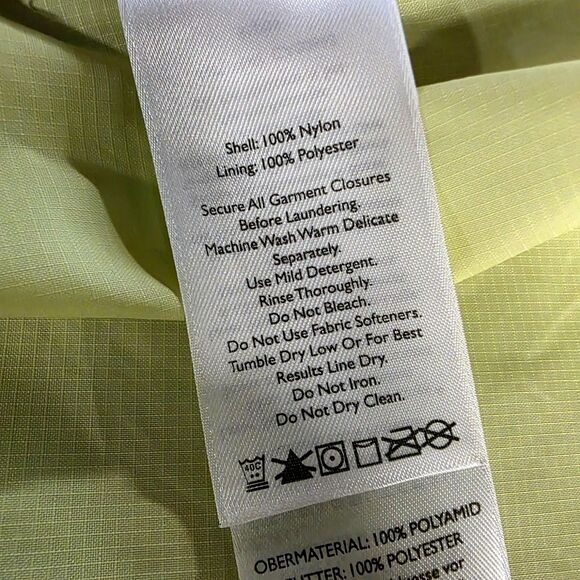 Shell: 100% Nylon
Lining: 100% Polyester
Secure All Garment Closures
Before Laundering.
Machine Wash Warm Delicate
Separately.
Use Mild Detergent.
Rinse Thoroughly.
Do Not Bleach.
Do Not Use Fabric Softeners.
Tumble Dry Low Or For Best
Results Line Dry.
Do Not Iron.
Do Not Dry Clean.
40C
OBERMATERIAL: 100% POLYAMID
100% POLYESTER
vor